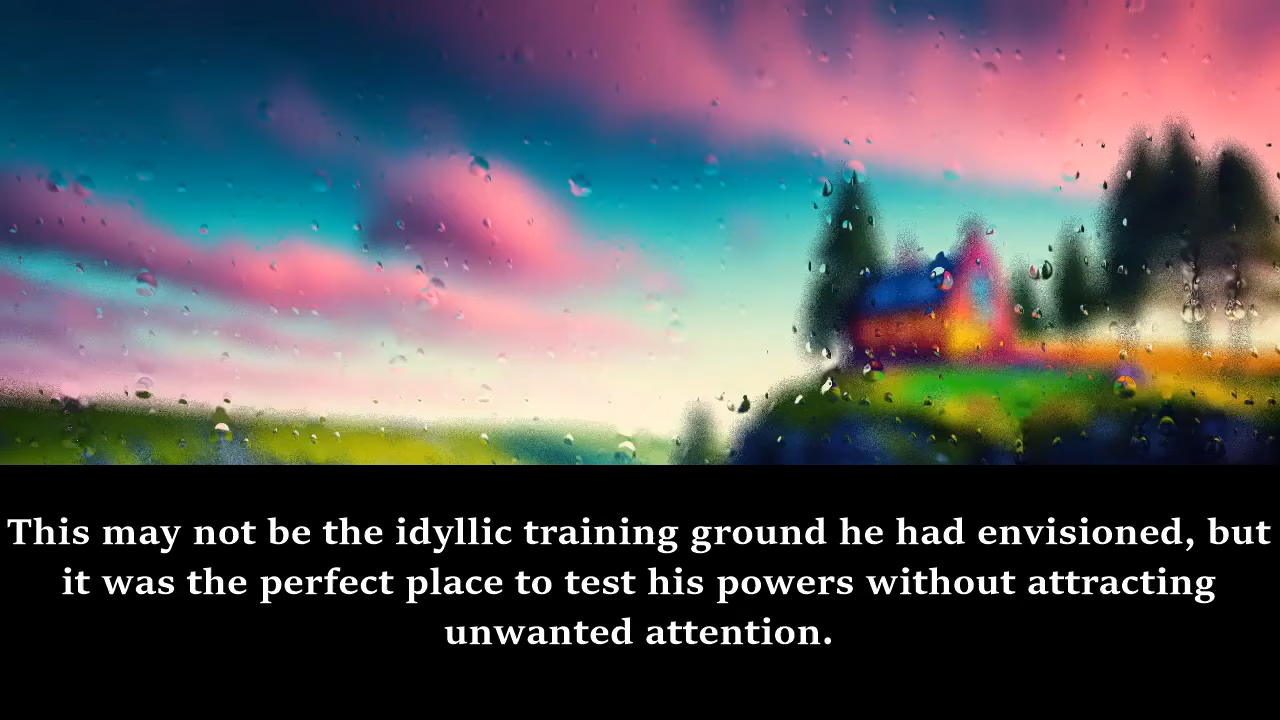 This may not be the idyllic training ground he had envisioned, but
it was the perfect place to test his powers without attracting
unwanted attention.